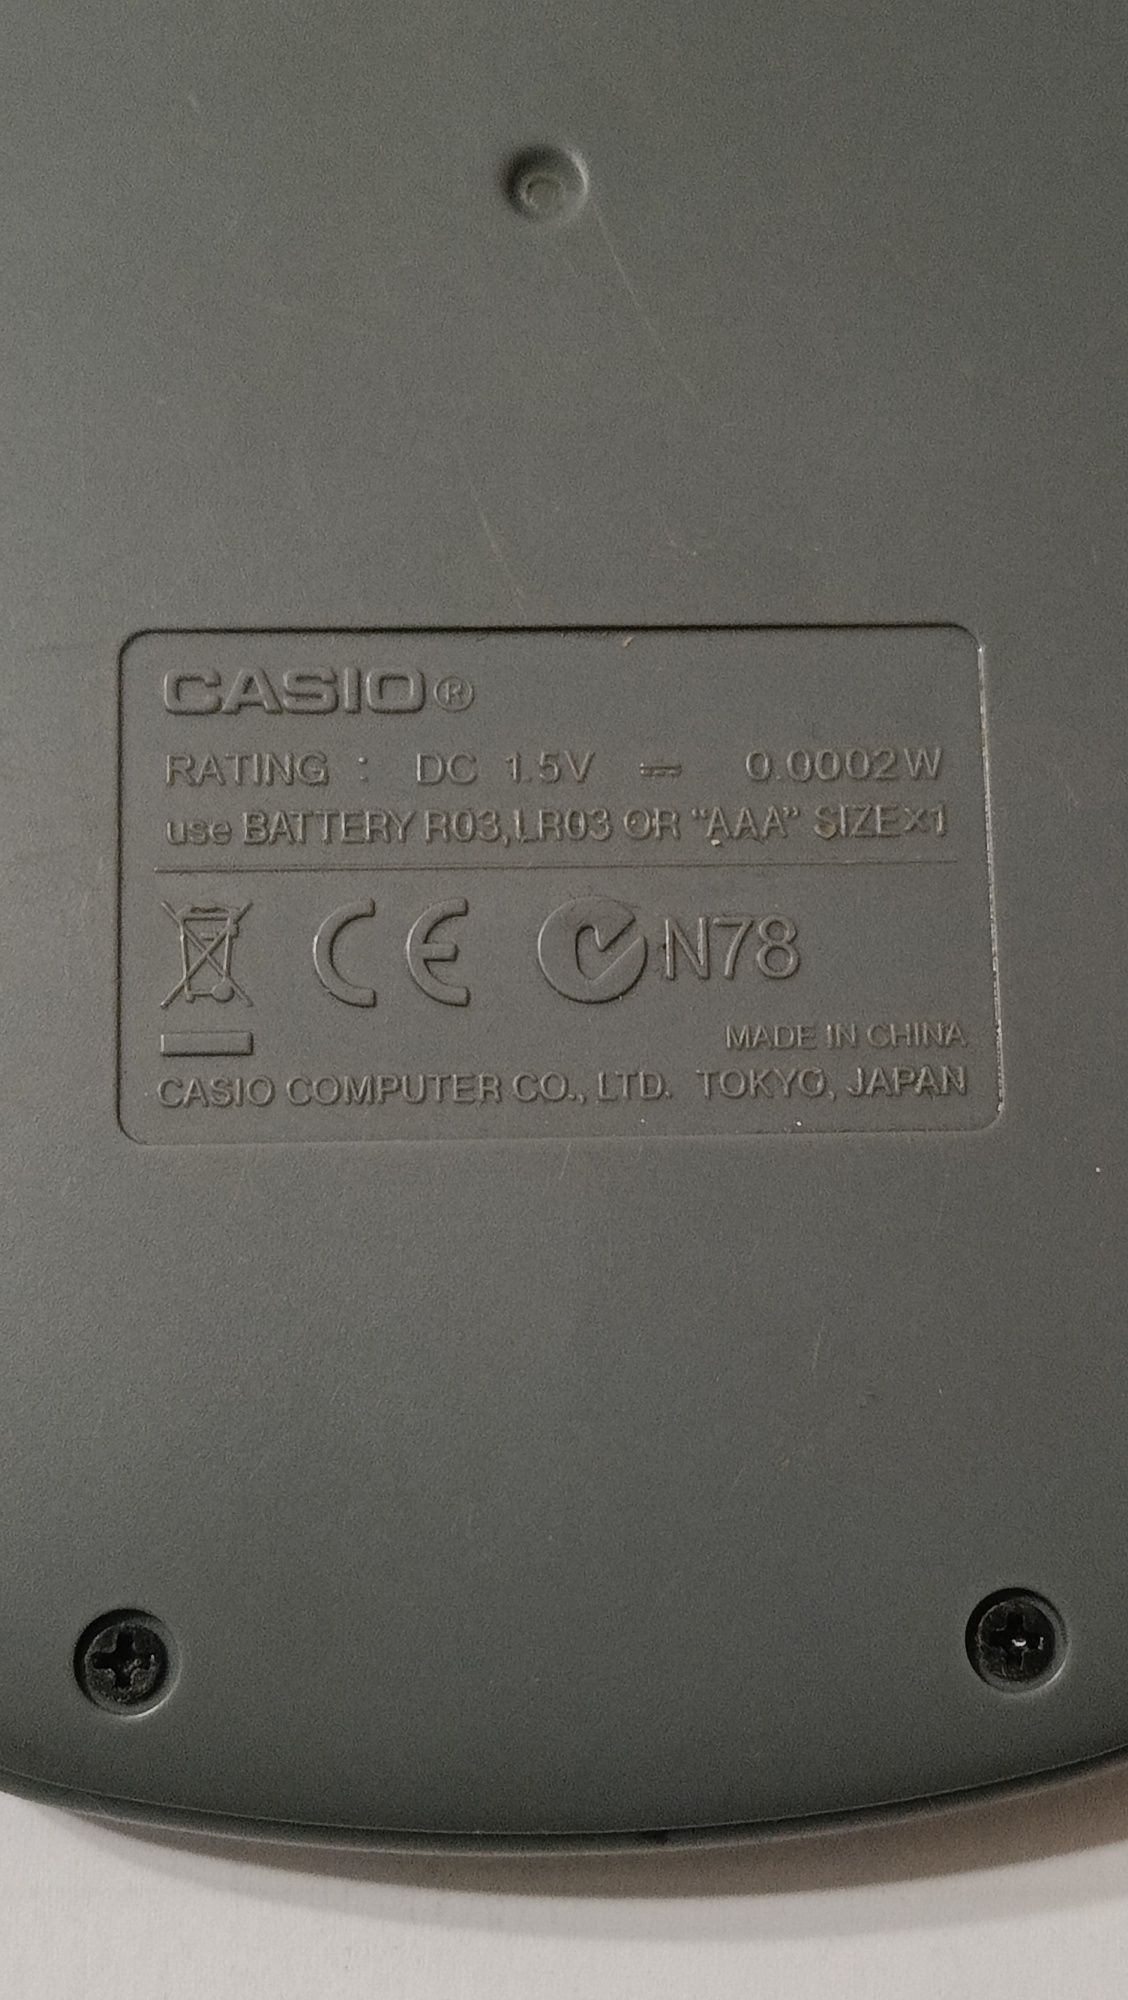 CASIO®
RATING : DC 1.5V ⎓ 0.0002W
use BATTERY R03,LR03 OR "AAA" SIZE×1
CE N78
MADE IN CHINA
CASIO COMPUTER CO., LTD. TOKYO, JAPAN